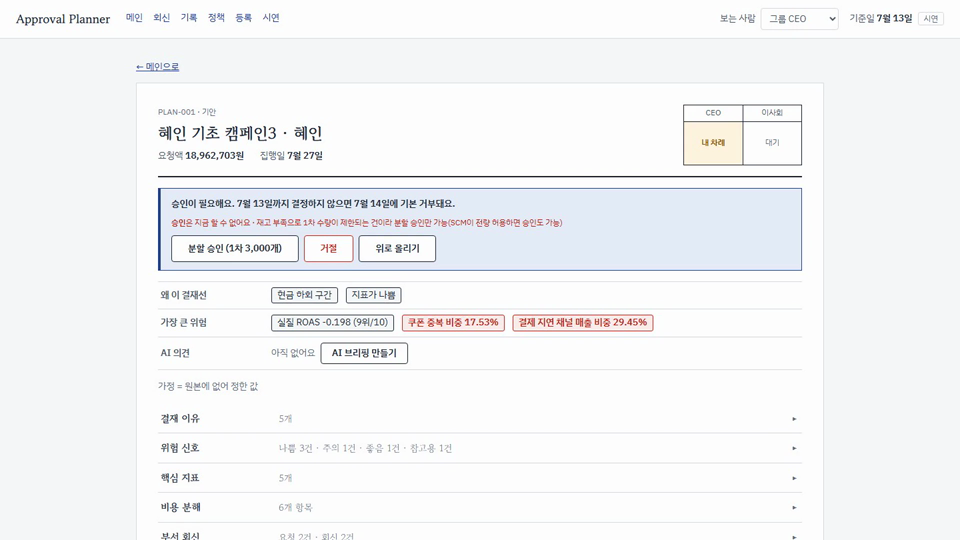 Approval Planner 메인 회신 기록 정책 등록 시연 보는 사람 그룹 CEO 기준일 7월 13일 시연
← 메인으로
PLAN-001 · 기안
CEO 이사회
혜인 기초 캠페인3 · 혜인
내 차례 대기
요청액 18,962,703원 집행일 7월 27일
승인이 필요해요. 7월 13일까지 결정하지 않으면 7월 14일에 기본 거부돼요.
승인은 지금 할 수 없어요 · 재고 부족으로 1차 수량이 제한되는 건이라 분할 승인만 가능(SCM이 전량 허용하면 승인도 가능)
분할 승인 (1차 3,000개) 거절 위로 올리기
왜 이 결재선 현금 하회 구간 지표가 나쁨
가장 큰 위험 실질 ROAS -0.198 (9위/10) 쿠폰 중복 비중 17.53% 결제 지연 채널 매출 비중 29.45%
AI 의견 아직 없어요 AI 브리핑 만들기
가정 = 원본에 없어 정한 값
결재 이유 5개
위험 신호 나쁨 3건 · 주의 1건 · 좋음 1건 · 참고용 1건
핵심 지표 5개
비용 분해 6개 항목
부서 회신 요청 2건 · 회신 2건